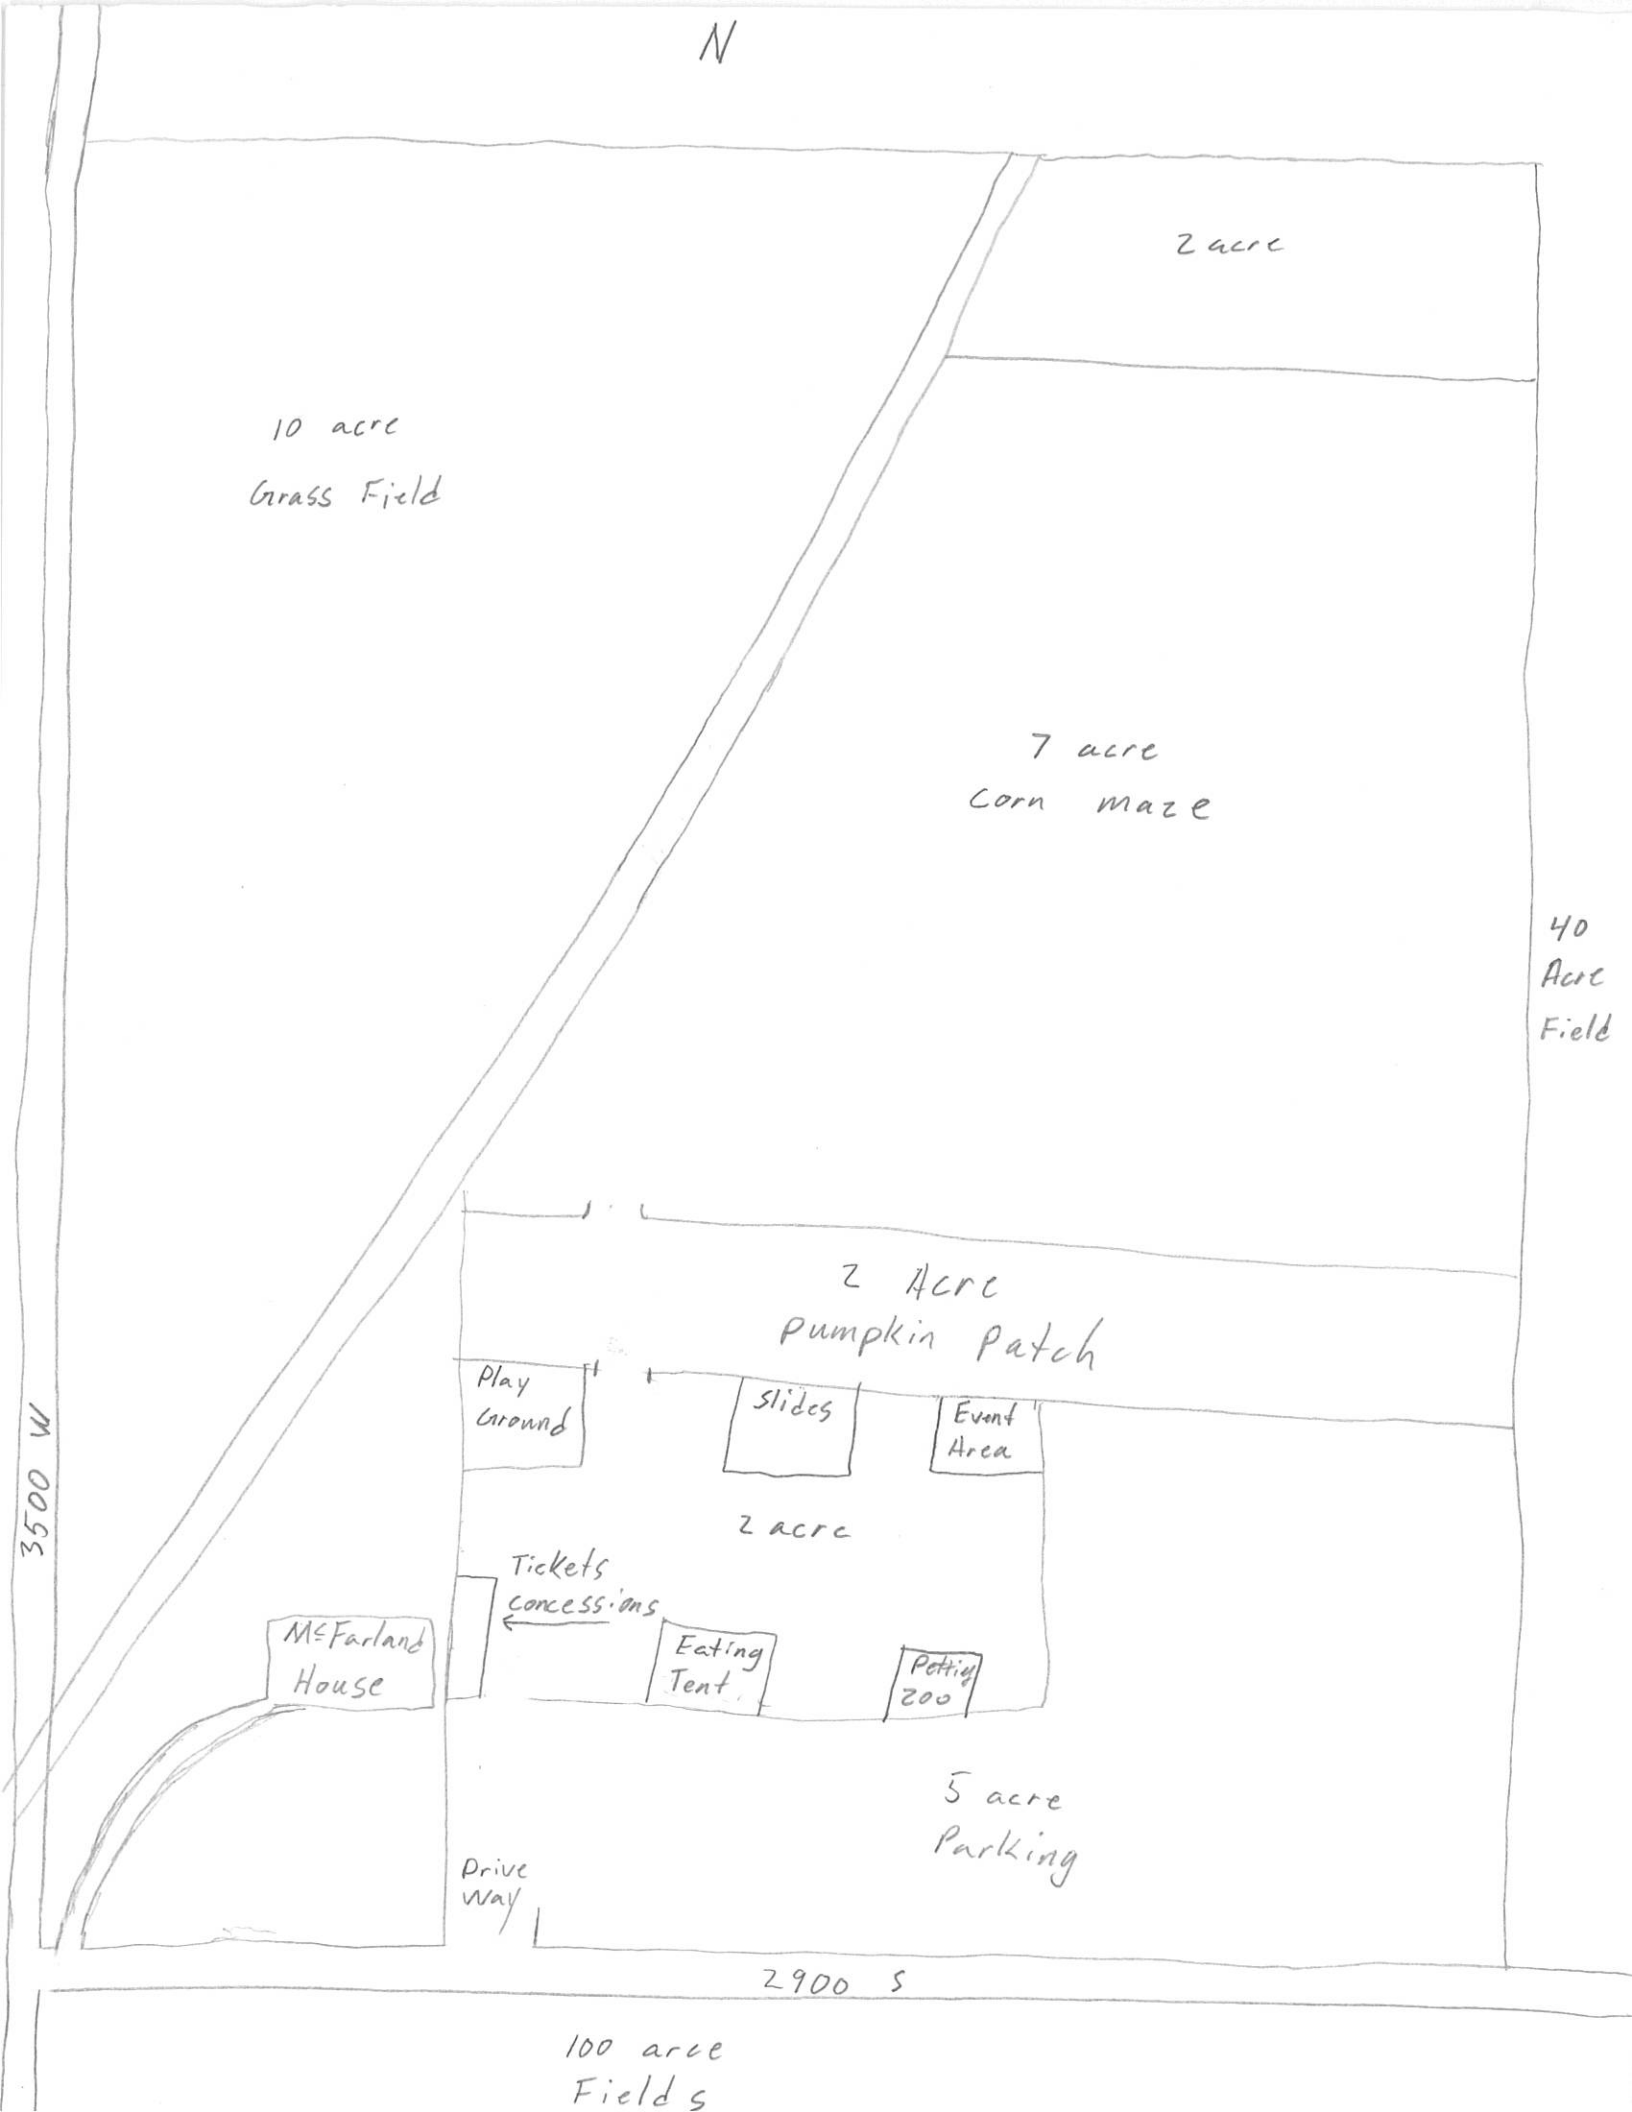 N
2 acre
10 acre
Grass Field
7 acre
Corn maze
40
Acre
Field
2 Acre
Pumpkin Patch
Play
Ground
Slides
Event
Area
2 acre
3500 W
Tickets
concessions
McFarland
House
Eating
Tent
Pettig
zoo
5 acre
Parking
Drive
way
2900 S
100 arce
Fields